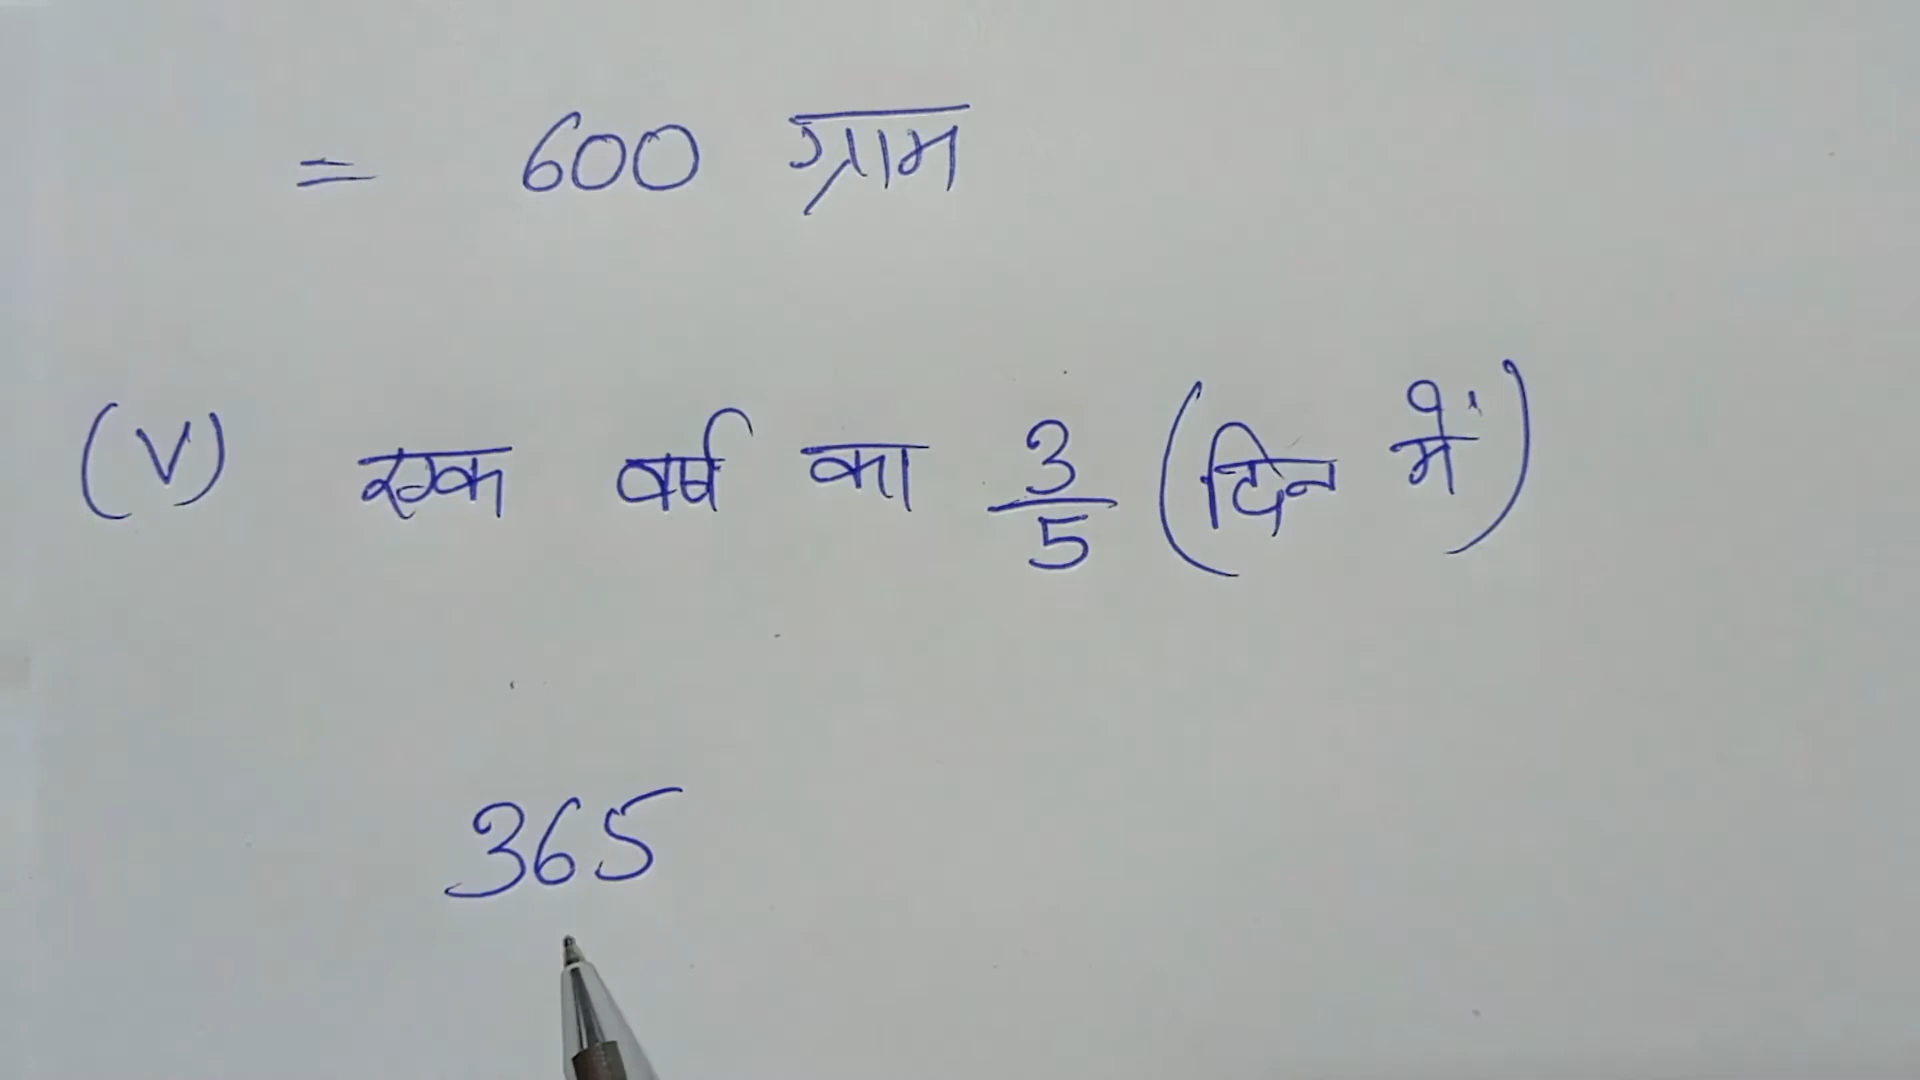 = 600 ग्राम
(V) एक वर्ष का 3/5 (दिन में)
365